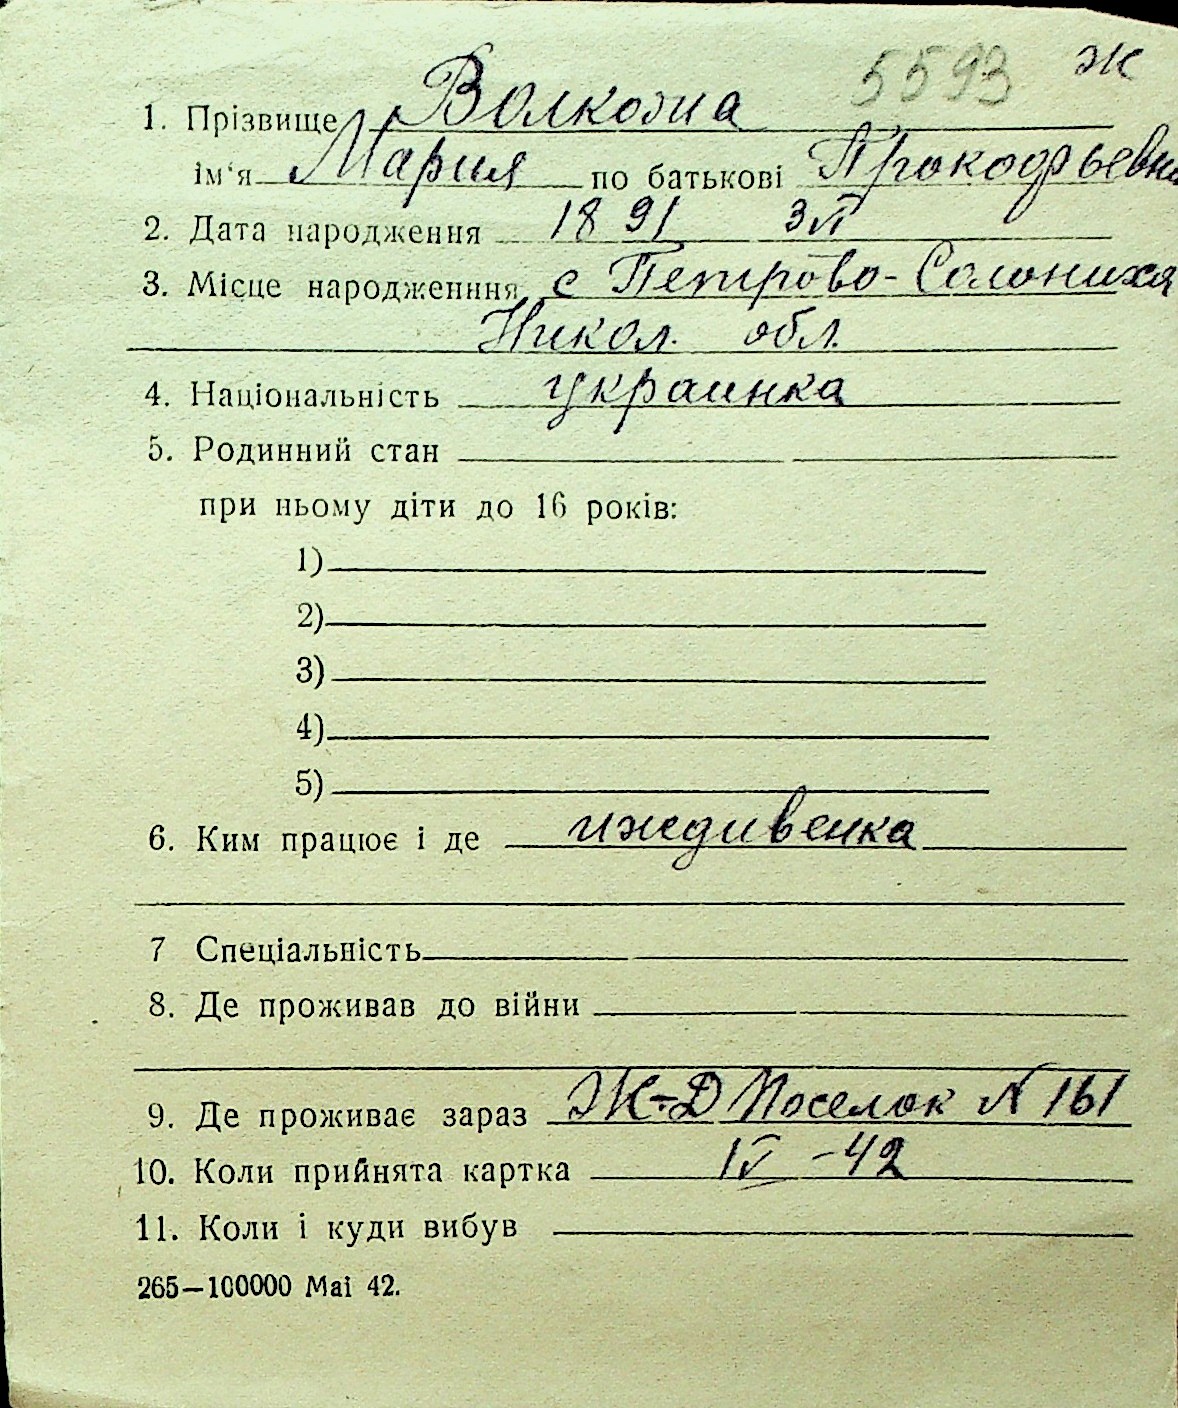 5593 Ж
1. Прізвище Волкова
ім'я Мария по батькові Прокофьевна
2. Дата народження 1891 3/V
3. Місце народженння с Петрово-Солониха
Никол. обл.
4. Національність украинка
5. Родинний стан
при ньому діти до 16 років:
1)
2)
3)
4)
5)
6. Ким працює і де иждивенка
7 Спеціальність
8. Де проживав до війни
9. Де проживає зараз Ж-Д Поселок N 161
10. Коли прийнята картка IV -42
11. Коли і куди вибув
265—100000 Маі 42.